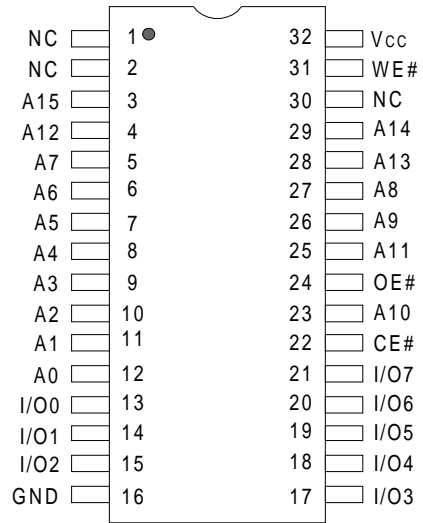 NC 1 32 Vcc
NC 2 31 WE#
A15 3 30 NC
A12 4 29 A14
A7 5 28 A13
A6 6 27 A8
A5 7 26 A9
A4 8 25 A11
A3 9 24 OE#
A2 10 23 A10
A1 11 22 CE#
A0 12 21 I/O7
I/O0 13 20 I/O6
I/O1 14 19 I/O5
I/O2 15 18 I/O4
GND 16 17 I/O3